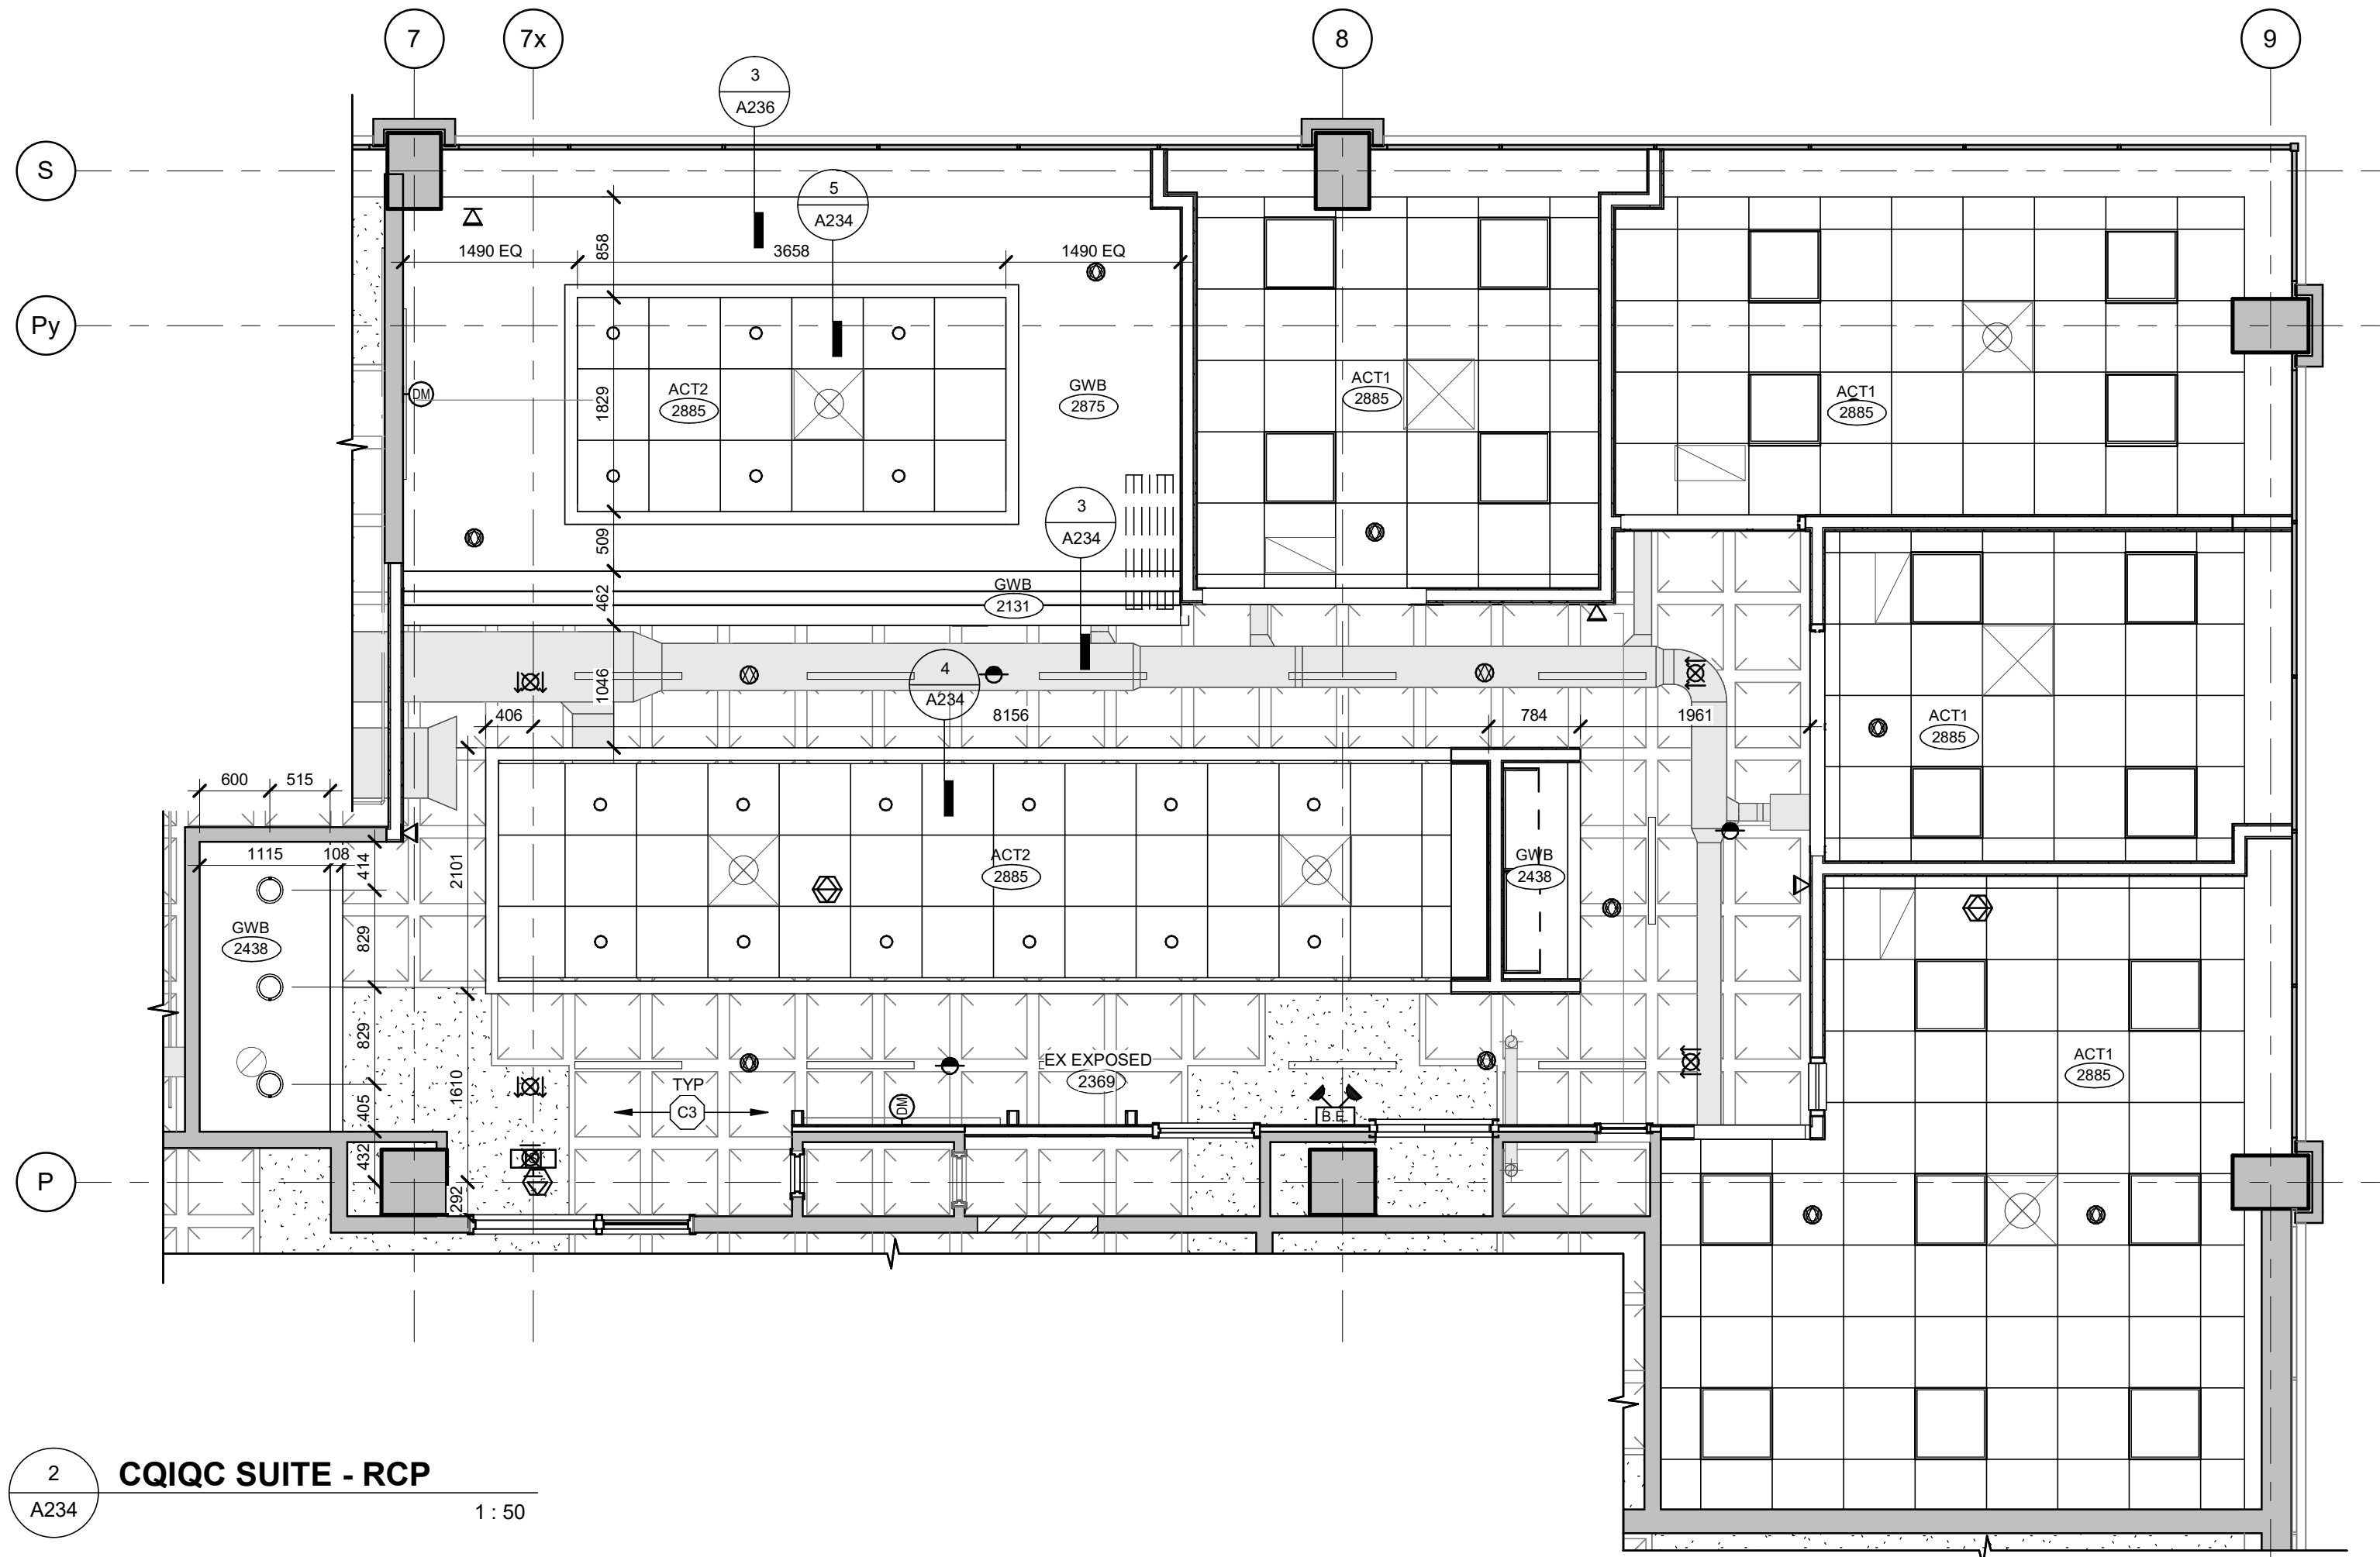 7
7x
8
9
3
A236
S
5
A234
858
1490 EQ
3658
1490 EQ
Py
ACT2
2885
1829
DM
GWB
2875
ACT1
2885
ACT1
2885
3
A234
509
462
GWB
2131
4
A234
1046
406
8156
784
1961
ACT1
2885
600
515
1115
108
414
2101
ACT2
2885
GWB
2438
GWB
2438
829
829
405
432
1610
292
EX EXPOSED
2369
TYP
C3
DM
B.E.
ACT1
2885
P
2
A234
CQIQC SUITE - RCP
1 : 50